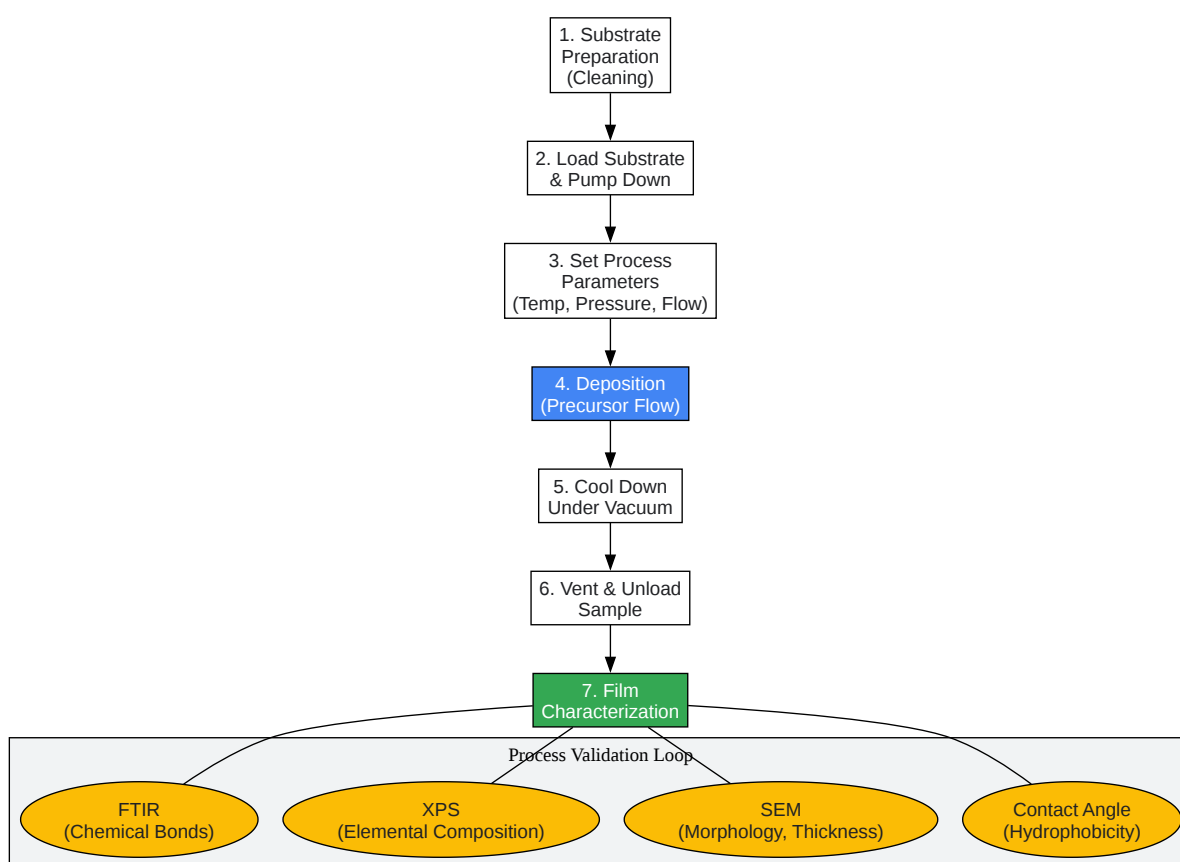 1. Substrate
Preparation
(Cleaning)
2. Load Substrate
& Pump Down
3. Set Process
Parameters
(Temp, Pressure, Flow)
4. Deposition
(Precursor Flow)
5. Cool Down
Under Vacuum
6. Vent & Unload
Sample
7. Film
Characterization
Process Validation Loop
FTIR
(Chemical Bonds)
XPS
(Elemental Composition)
SEM
(Morphology, Thickness)
Contact Angle
(Hydrophobicity)